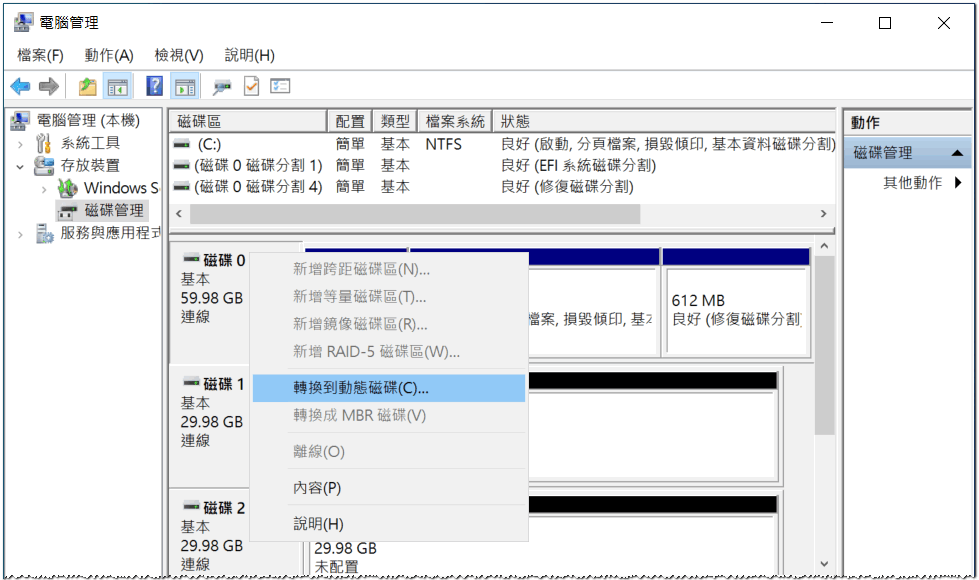 電腦管理
檔案(F) 動作(A) 檢視(V) 說明(H)
電腦管理 (本機)
系統工具
存放裝置
Windows S
磁碟管理
服務與應用程式
磁碟區 配置 類型 檔案系統 狀態
(C:) 簡單 基本 NTFS 良好 (啟動, 分頁檔案, 損毀傾印, 基本資料磁碟分割)
(磁碟 0 磁碟分割 1) 簡單 基本 良好 (EFI 系統磁碟分割)
(磁碟 0 磁碟分割 4) 簡單 基本 良好 (修復磁碟分割)
磁碟 0
基本
59.98 GB
連線
檔案, 損毀傾印, 基
612 MB
良好 (修復磁碟分割
磁碟 1
基本
29.98 GB
連線
磁碟 2
基本
29.98 GB
連線
29.98 GB
未配置
新增跨距磁碟區(N)...
新增等量磁碟區(T)...
新增鏡像磁碟區(R)...
新增 RAID-5 磁碟區(W)...
轉換到動態磁碟(C)...
轉換成 MBR 磁碟(V)
離線(O)
內容(P)
說明(H)
動作
磁碟管理
其他動作